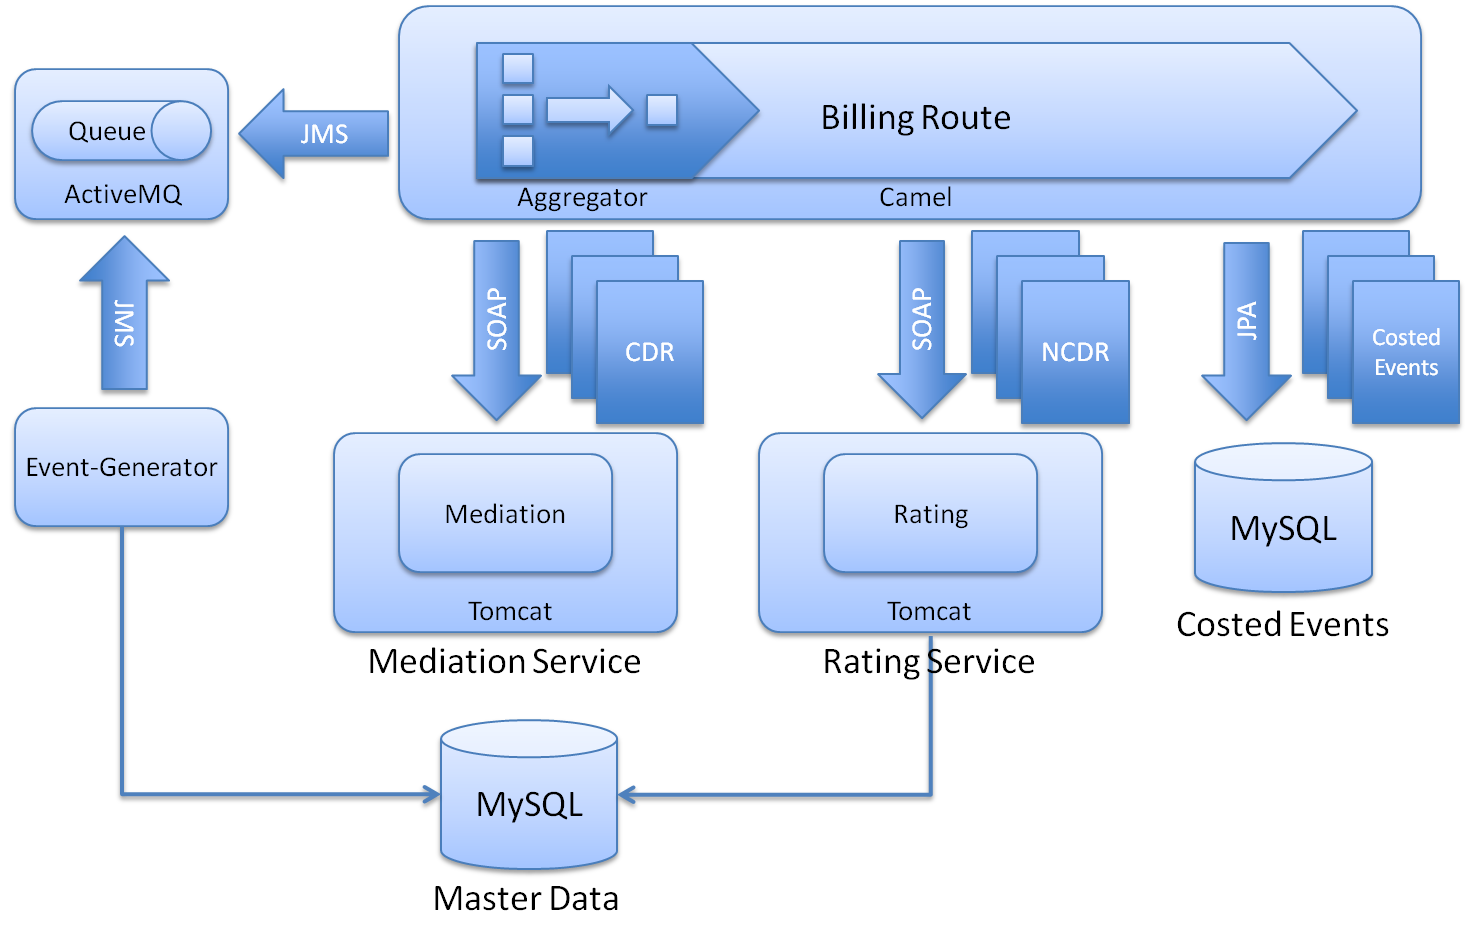 Queue
ActiveMQ
JMS
Billing Route
Aggregator
Camel
JMS
SOAP
CDR
SOAP
NCDR
JPA
Costed
Events
Event-Generator
Mediation
Tomcat
Mediation Service
Rating
Tomcat
Rating Service
MySQL
Costed Events
MySQL
Master Data